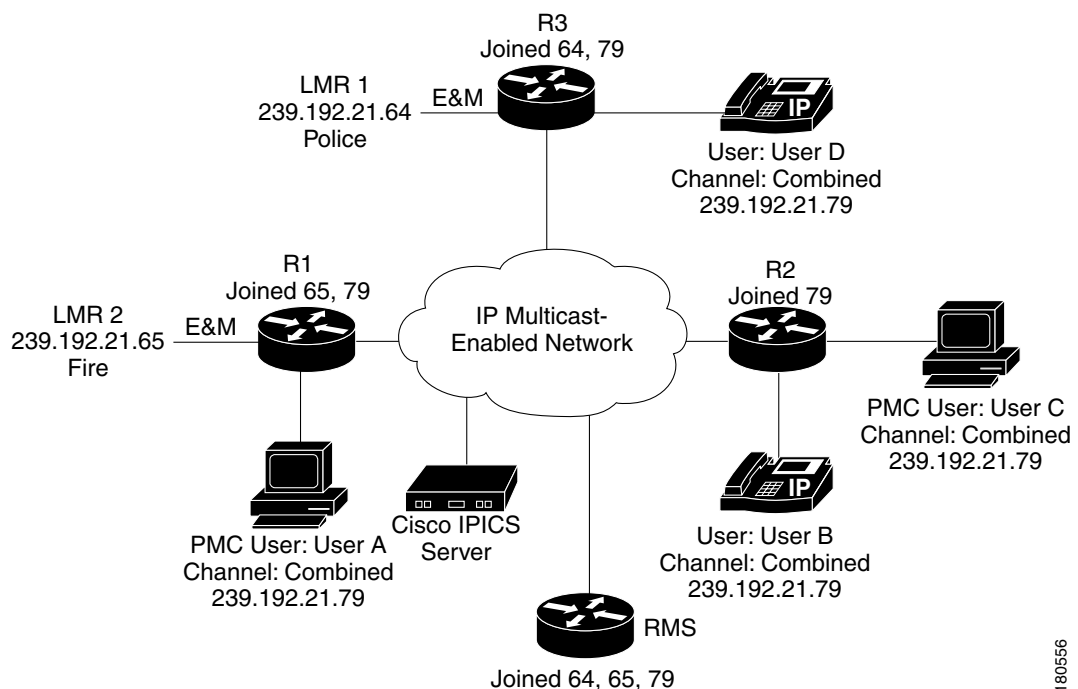 R3
Joined 64, 79
LMR 1
239.192.21.64
Police
E&M
IP
User: User D
Channel: Combined
239.192.21.79
R1
Joined 65, 79
LMR 2
239.192.21.65
Fire
E&M
IP Multicast-
Enabled Network
R2
Joined 79
PMC User: User C
Channel: Combined
239.192.21.79
PMC User: User A
Channel: Combined
239.192.21.79
Cisco IPICS
Server
IP
User: User B
Channel: Combined
239.192.21.79
RMS
Joined 64, 65, 79
180556